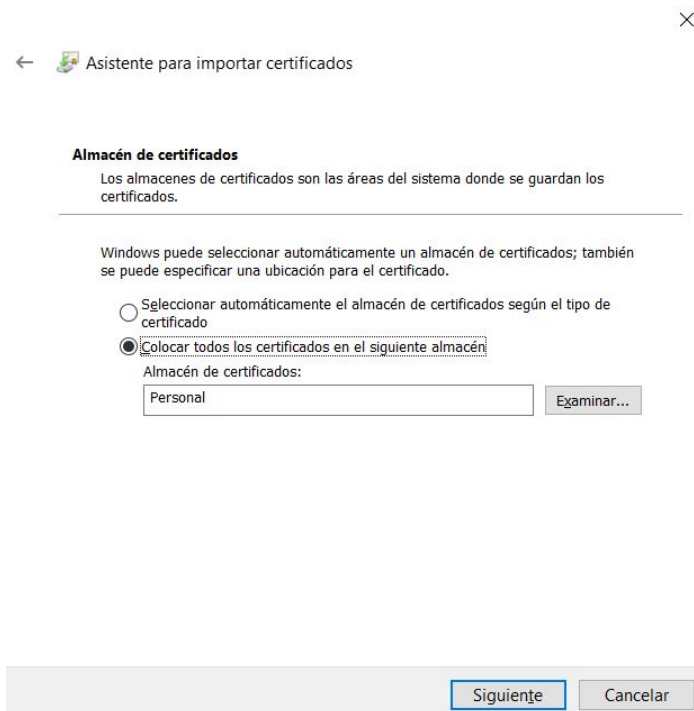 Asistente para importar certificados
Almacén de certificados
Los almacenes de certificados son las áreas del sistema donde se guardan los
certificados.
Windows puede seleccionar automáticamente un almacén de certificados; también
se puede especificar una ubicación para el certificado.
Seleccionar automáticamente el almacén de certificados según el tipo de
certificado
Colocar todos los certificados en el siguiente almacén
Almacén de certificados:
Personal
Examinar...
Siguiente
Cancelar